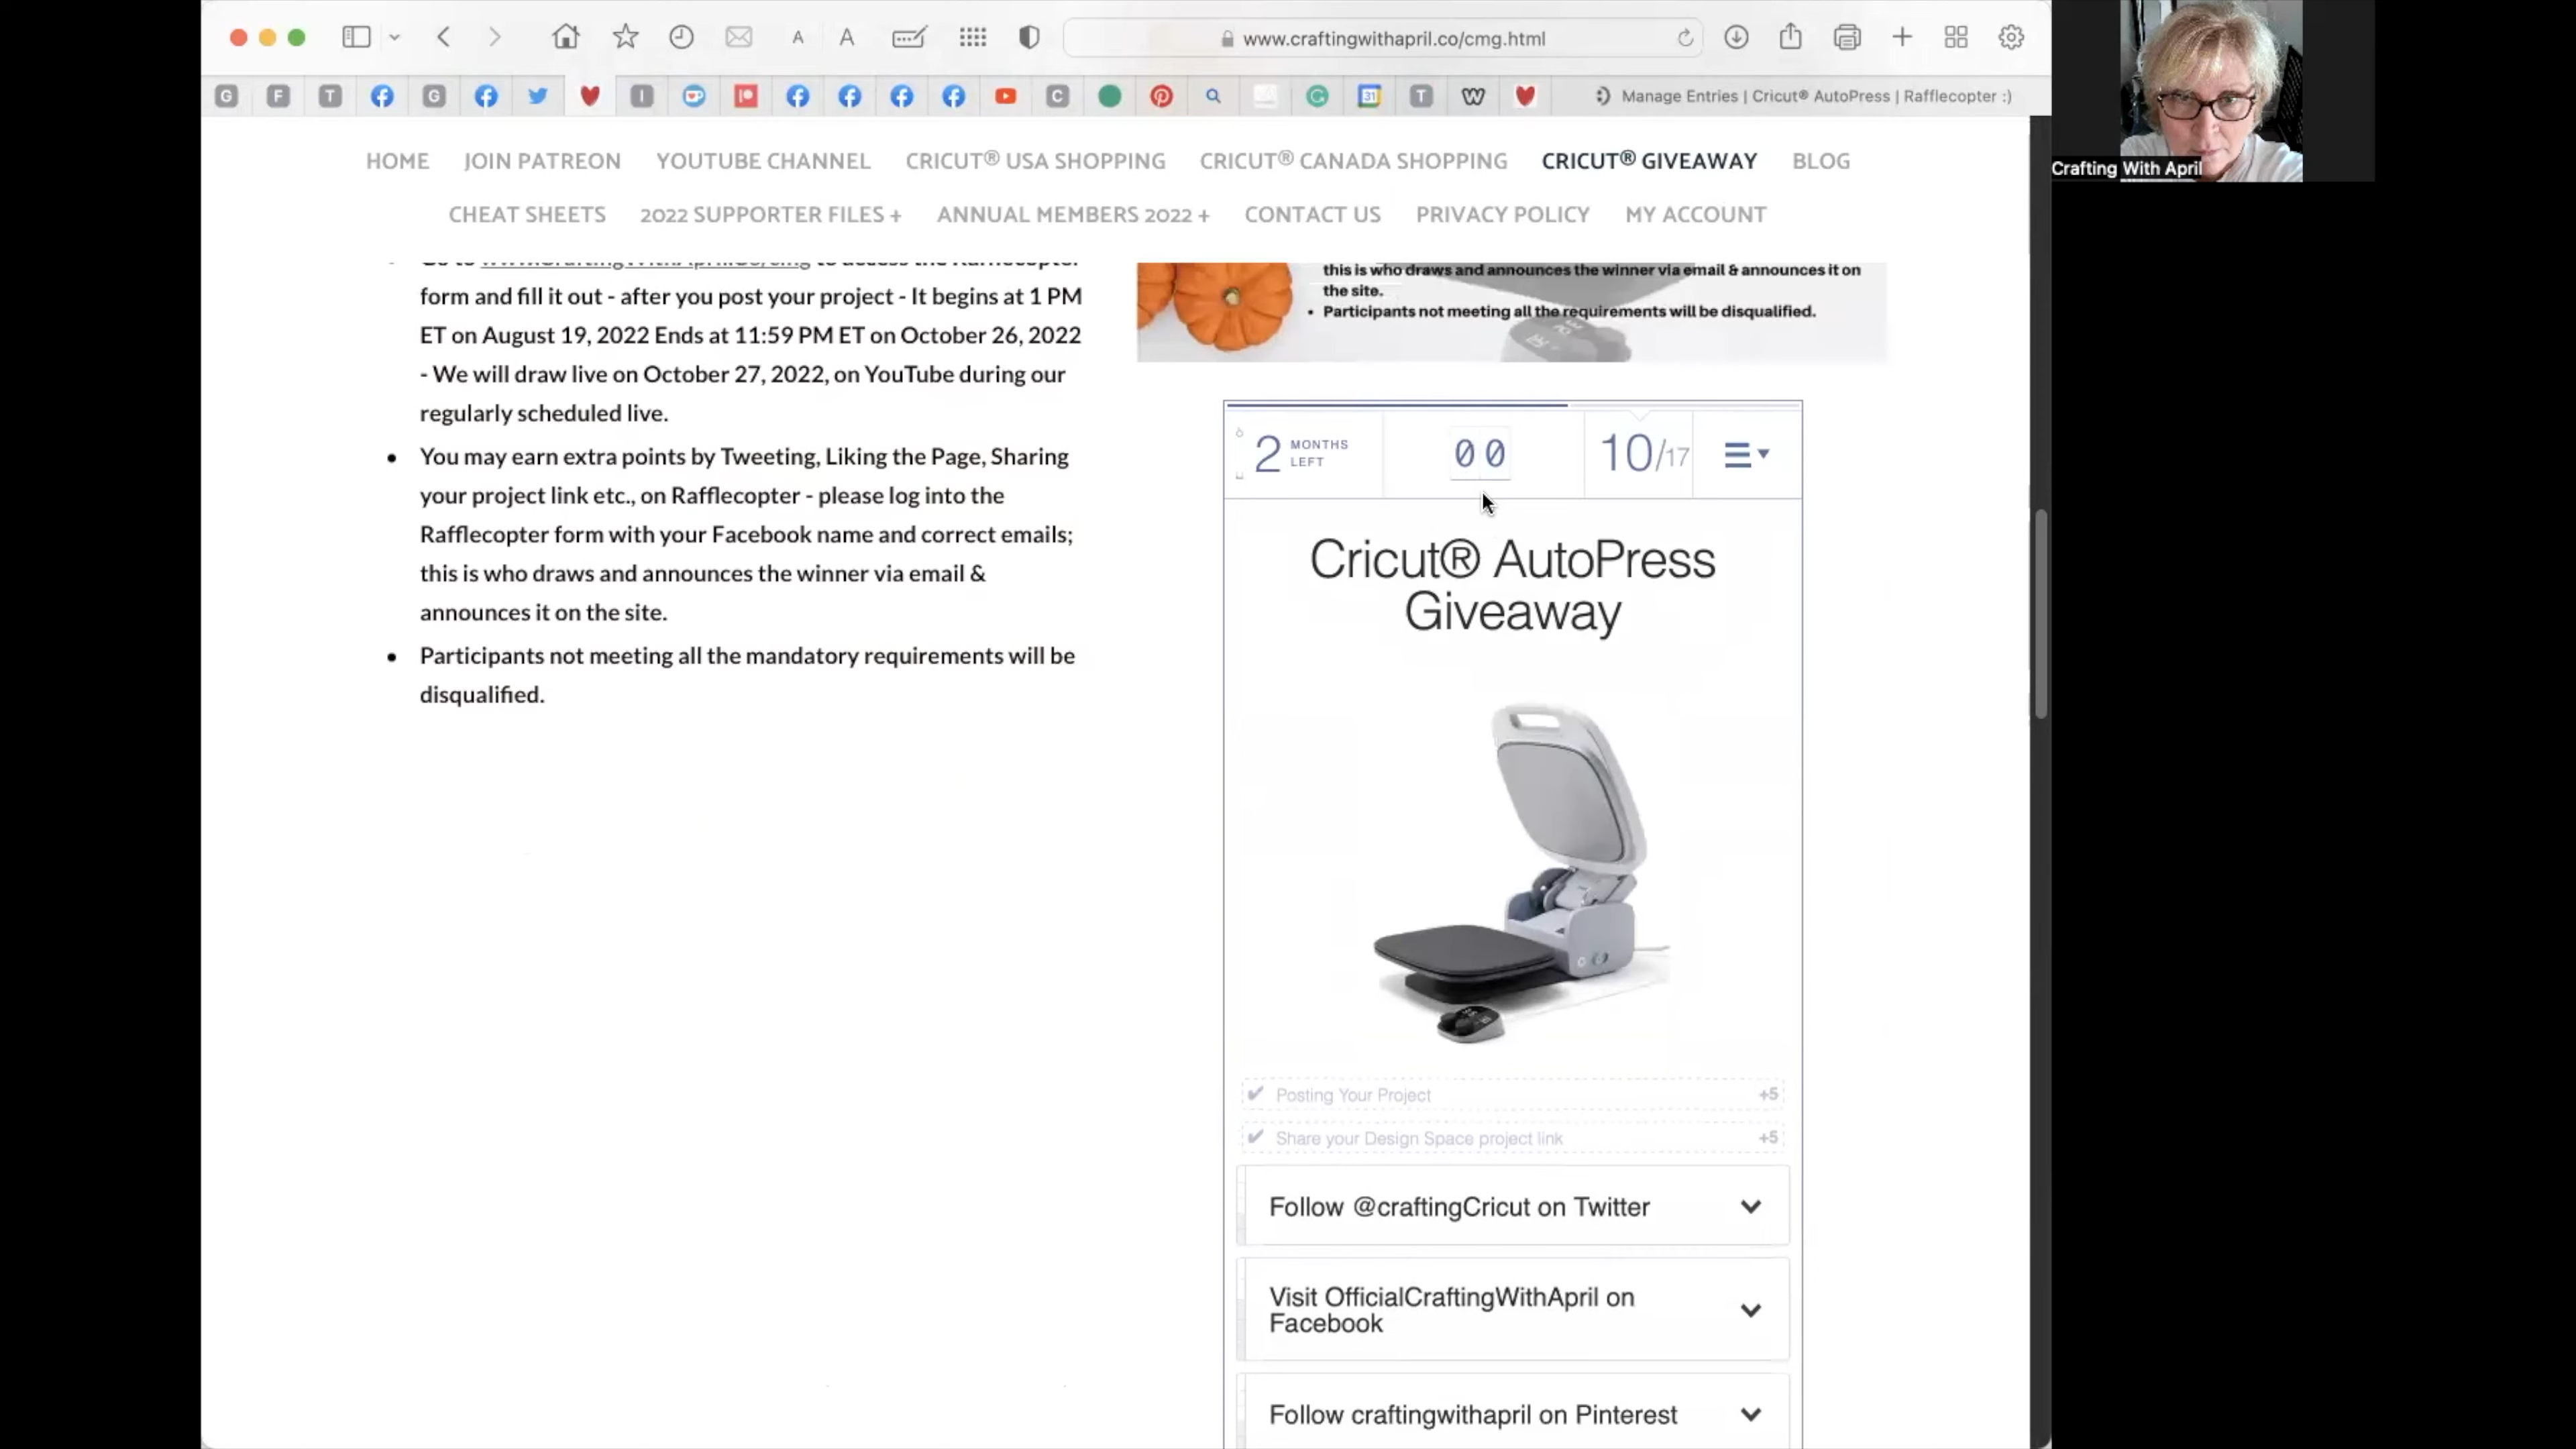 www.craftingwithapril.co/cmg.html
G F T G I C 31 T W
Manage Entries | Cricut® AutoPress | Rafflecopter :)
Crafting With April
HOME JOIN PATREON YOUTUBE CHANNEL CRICUT® USA SHOPPING CRICUT® CANADA SHOPPING CRICUT® GIVEAWAY BLOG
CHEAT SHEETS 2022 SUPPORTER FILES + ANNUAL MEMBERS 2022 + CONTACT US PRIVACY POLICY MY ACCOUNT
form and fill it out - after you post your project - It begins at 1 PM
ET on August 19, 2022 Ends at 11:59 PM ET on October 26, 2022
- We will draw live on October 27, 2022, on YouTube during our
regularly scheduled live.
• You may earn extra points by Tweeting, Liking the Page, Sharing
your project link etc., on Rafflecopter - please log into the
Rafflecopter form with your Facebook name and correct emails;
this is who draws and announces the winner via email &
announces it on the site.
• Participants not meeting all the mandatory requirements will be
disqualified.
this is who draws and announces the winner via email & announces it on
the site.
• Participants not meeting all the requirements will be disqualified.
2 MONTHS LEFT
00
10/17
Cricut® AutoPress
Giveaway
Posting Your Project +5
Share your Design Space project link +5
Follow @craftingCricut on Twitter
Visit OfficialCraftingWithApril on
Facebook
Follow craftingwithapril on Pinterest